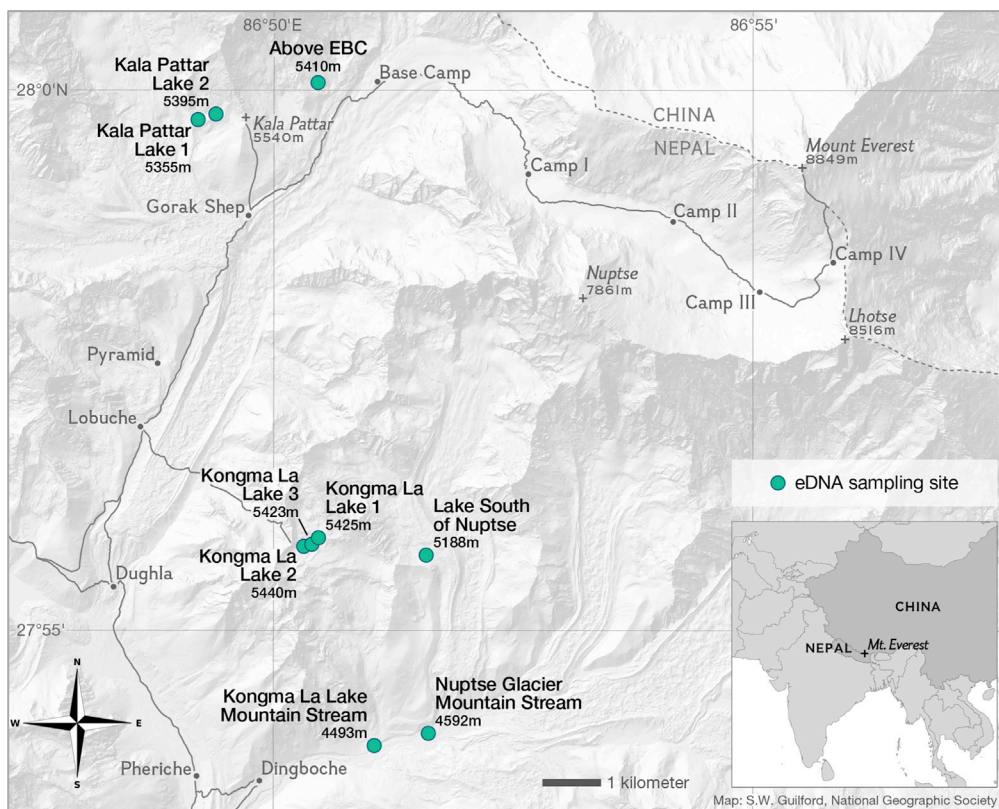 86°50'E
86°55'
Above EBC
5410m
Kala Pattar
Lake 2
5395m
Base Camp
28°0'N
Kala Pattar
5540m
Kala Pattar
Lake 1
5355m
CHINA
NEPAL
Mount Everest
8849m
Camp I
Gorak Shep
Camp II
Camp IV
Nuptse
7861m
Camp III
Lhotse
8516m
Pyramid
Lobuche
Kongma La
Lake 3
5423m
Kongma La
Lake 1
5425m
Lake South
of Nuptse
5188m
eDNA sampling site
Kongma La
Lake 2
5440m
Dughla
27°55'
CHINA
NEPAL
Mt. Everest
N
W
E
S
Kongma La Lake
Mountain Stream
4493m
Nuptse Glacier
Mountain Stream
4592m
Pheriche
Dingboche
1 kilometer
Map: S.W. Guilford, National Geographic Society